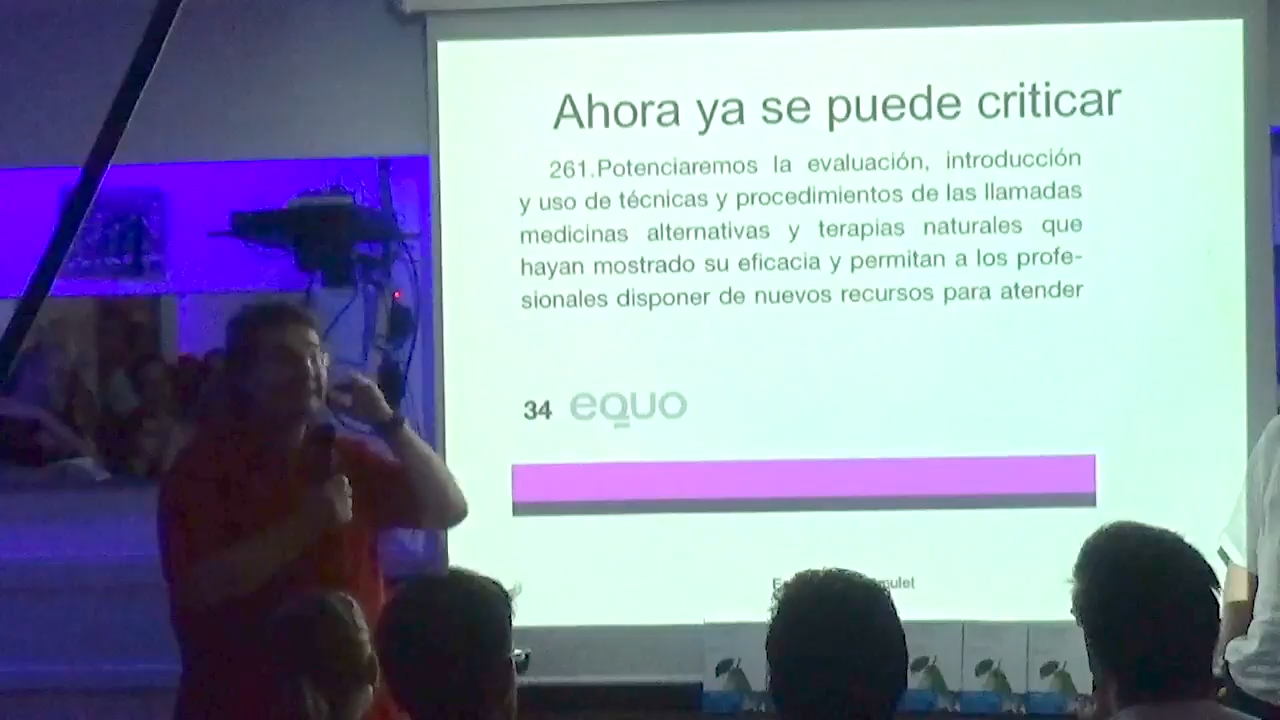 Ahora ya se puede criticar
261.Potenciaremos la evaluación, introducción
y uso de técnicas y procedimientos de las llamadas
medicinas alternativas y terapias naturales que
hayan mostrado su eficacia y permitan a los profe-
sionales disponer de nuevos recursos para atender
34 equo